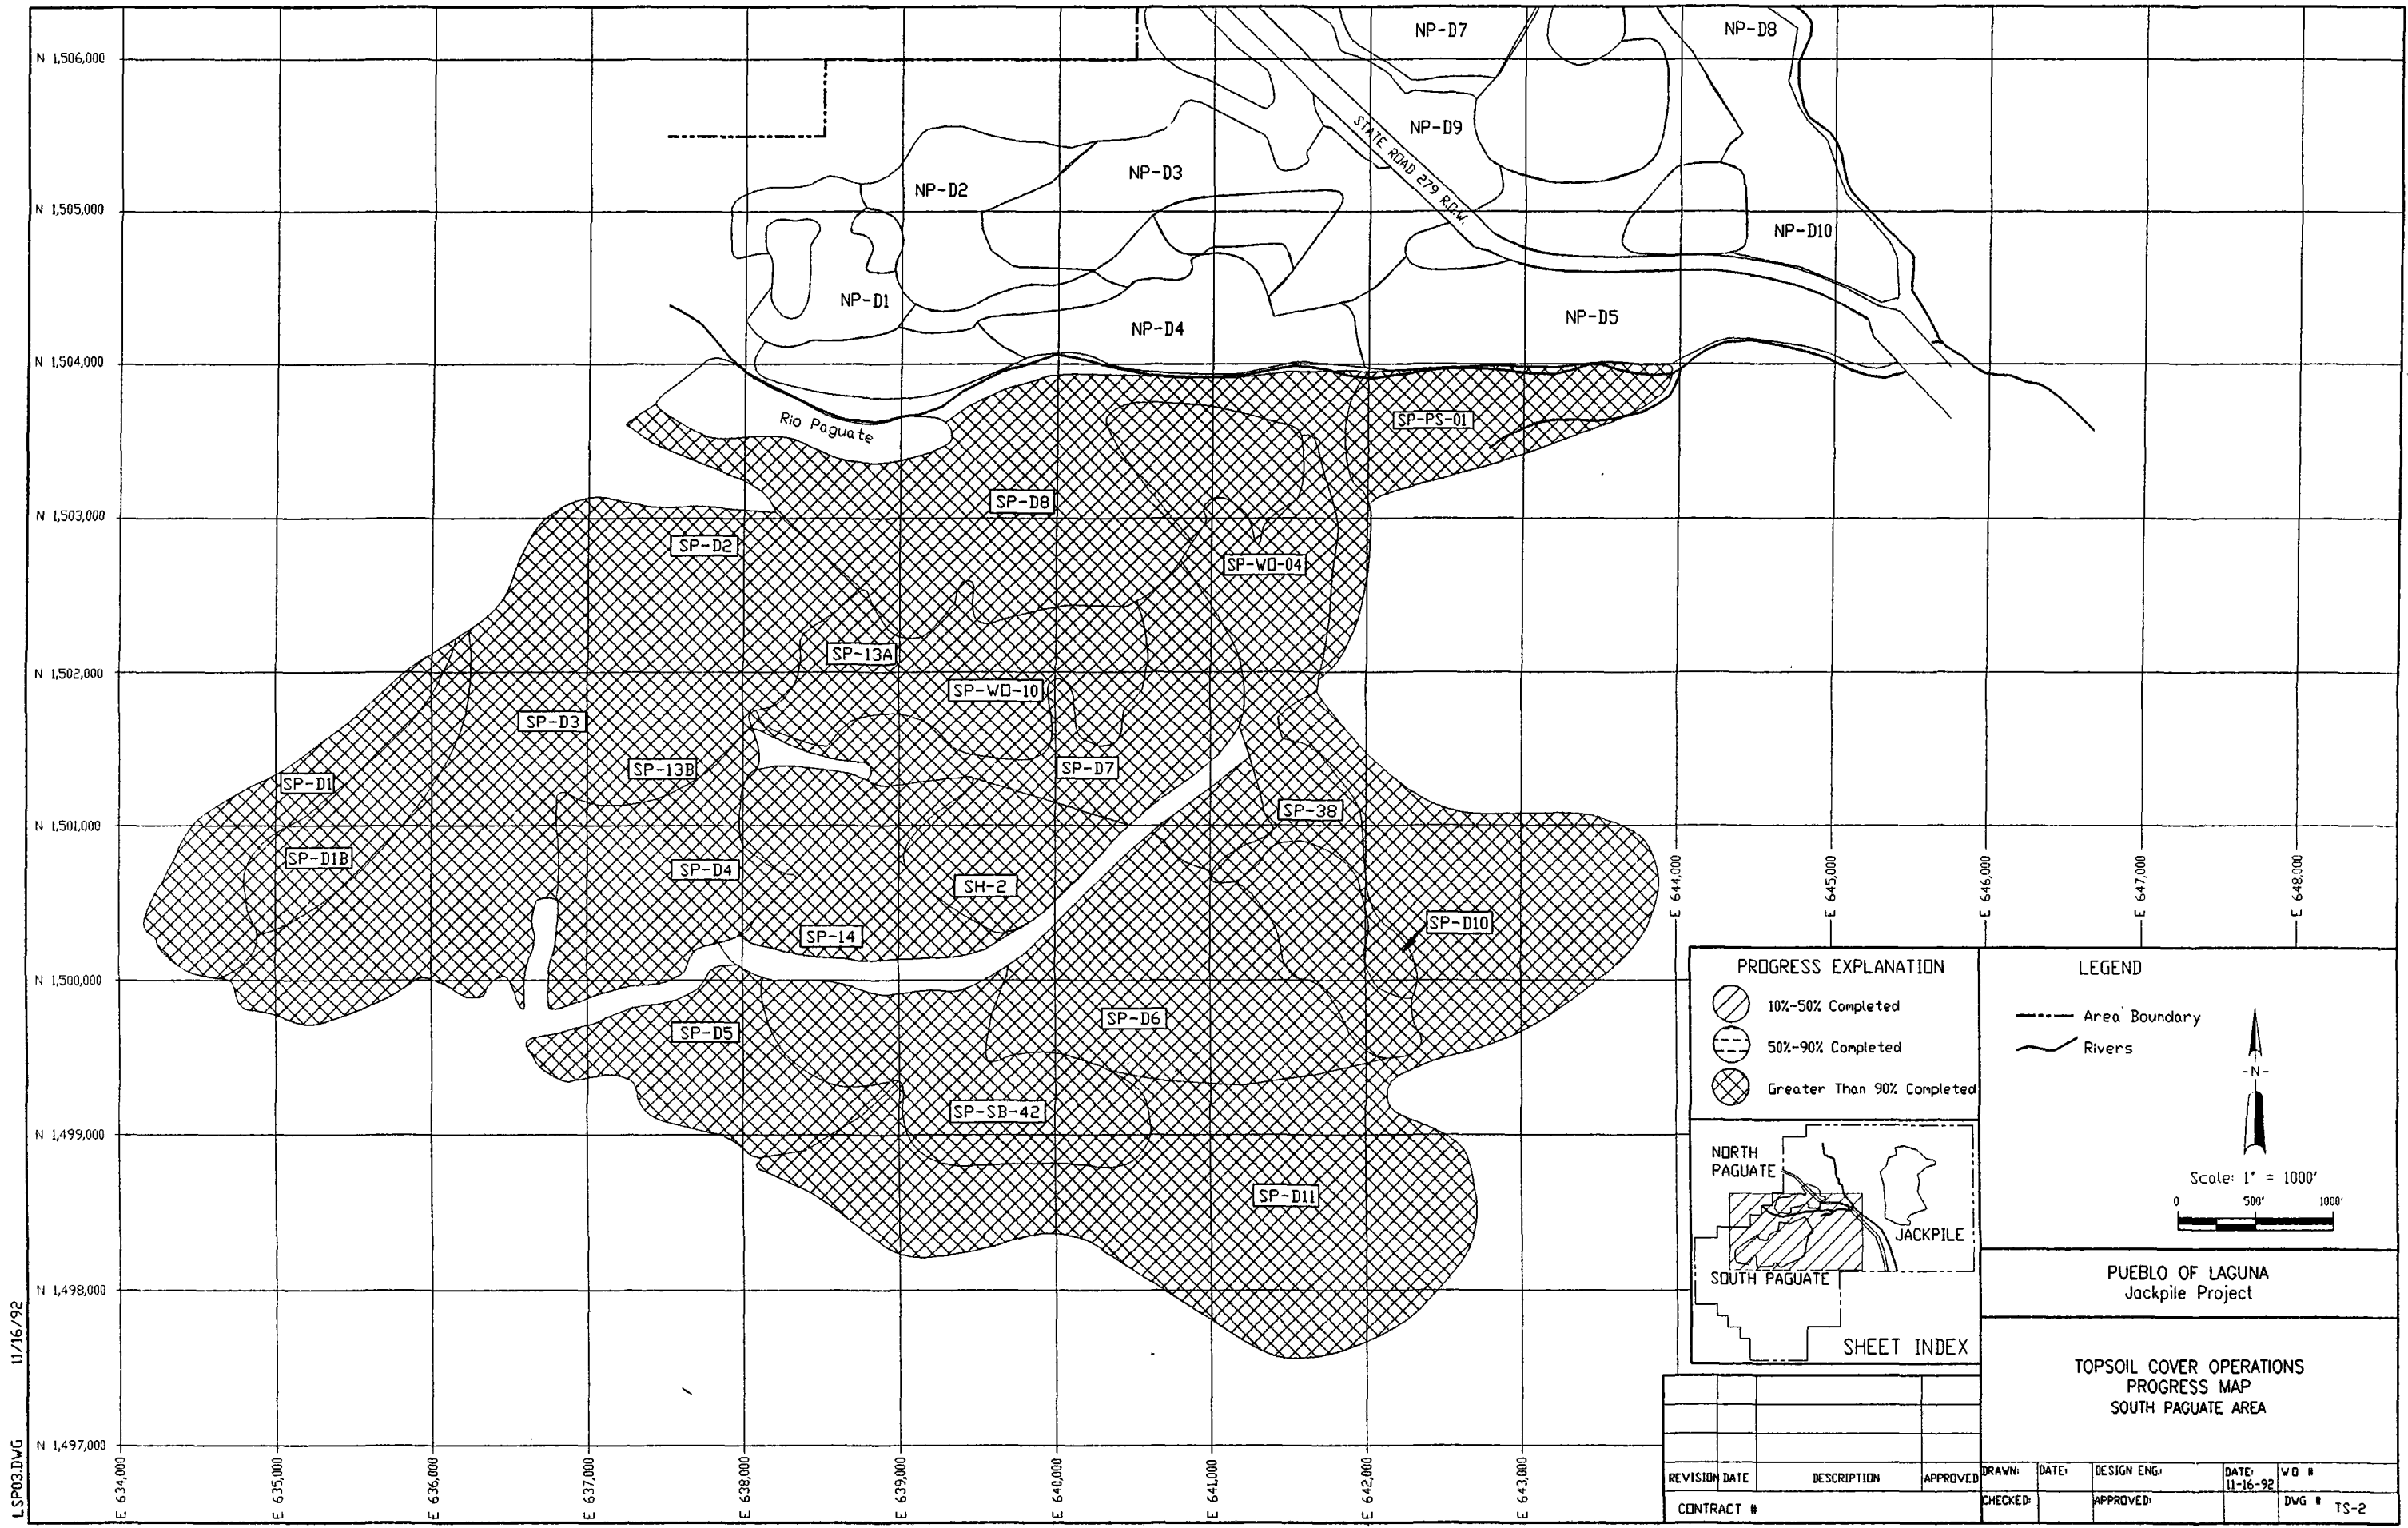 N 1,506,000
N 1,505,000
N 1,504,000
N 1,503,000
N 1,502,000
N 1,501,000
N 1,500,000
N 1,499,000
N 1,498,000
N 1,497,000
NP-D7
NP-D8
NP-D9
STATE ROAD 279 R.O.W.
NP-D3
NP-D2
NP-D10
NP-D1
NP-D4
NP-D5
Rio Paguate
SP-PS-01
SP-D8
SP-D2
SP-WO-04
SP-13A
SP-WO-10
SP-D3
SP-13B
SP-D7
SP-D1
SP-38
SP-D1B
SP-D4
SH-2
SP-D10
SP-14
SP-D6
SP-D5
SP-SB-42
SP-D11
E 634,000
E 635,000
E 636,000
E 637,000
E 638,000
E 639,000
E 640,000
E 641,000
E 642,000
E 643,000
E 644,000
E 645,000
E 646,000
E 647,000
E 648,000
PROGRESS EXPLANATION
10%-50% Completed
50%-90% Completed
Greater Than 90% Completed
LEGEND
Area Boundary
Rivers
-N-
Scale: 1" = 1000'
0 500' 1000'
NORTH
PAGUATE
JACKPILE
SOUTH PAGUATE
SHEET INDEX
PUEBLO OF LAGUNA
Jackpile Project
TOPSOIL COVER OPERATIONS
PROGRESS MAP
SOUTH PAGUATE AREA
REVISION DATE DESCRIPTION APPROVED
CONTRACT #
DRAWN: DATE: DESIGN ENG.: DATE: 11-16-92 WO #
CHECKED: APPROVED: DWG # TS-2
LSP03.DWG 11/16/92